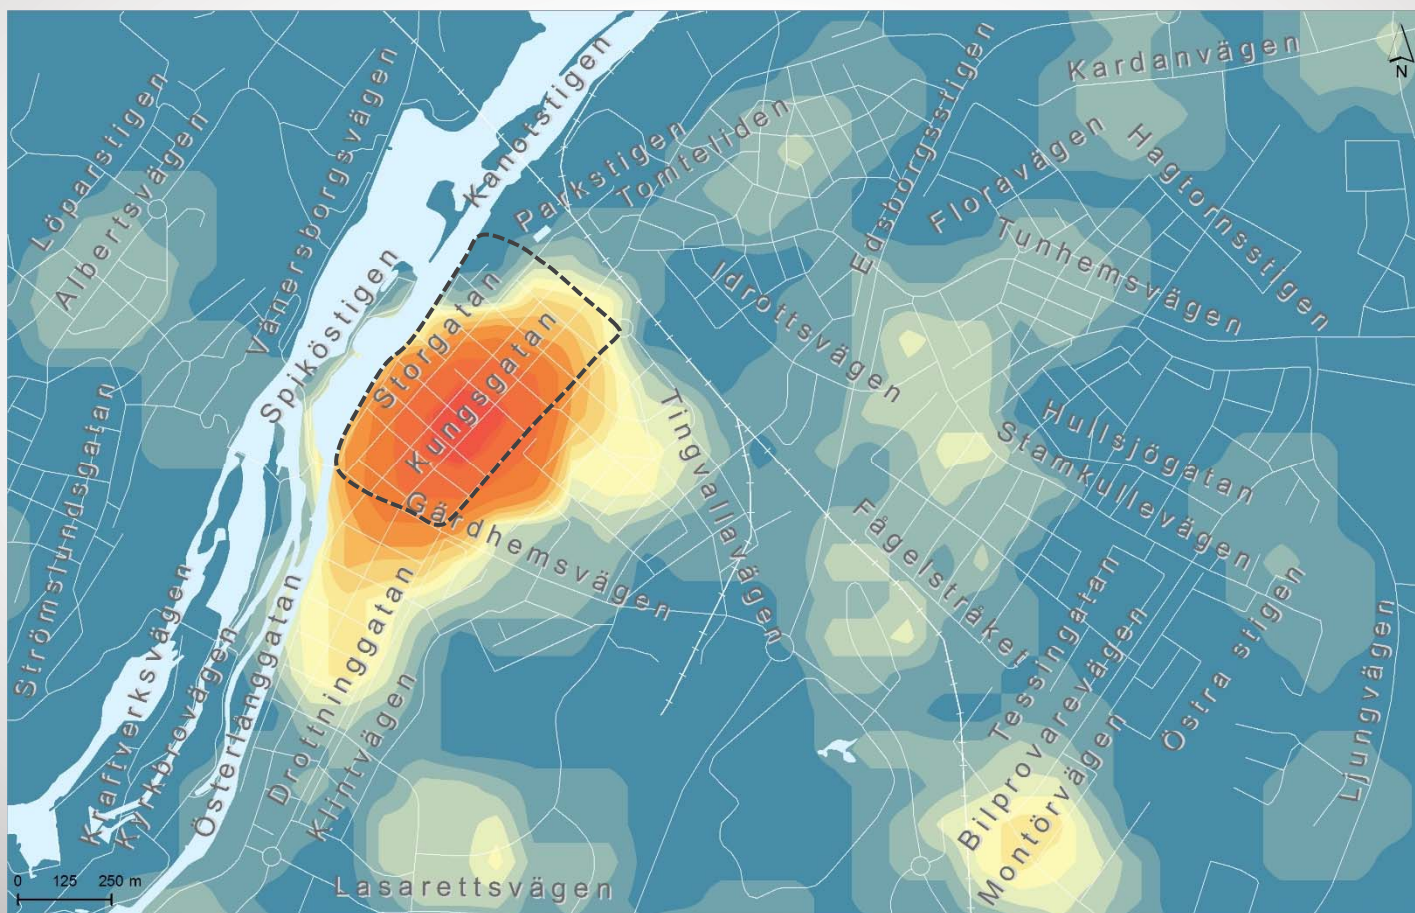 Löparstigen
Albertsvägen
Vänersborgsvägen
Kanotstigen
Parkstigen
Tomteliden
Edsborgsstigen
Kardanvägen
N
Floravägen
Hagtornsstigen
Tunhemsvägen
Idrottsvägen
Spiköstigen
Storgatan
Kungsgatan
Tingvallavägen
Hullsjögatan
Stamkullevägen
Strömslundsgatan
Gärdhemsvägen
Fågelstråket
Kraftverksvägen
Kyrkbrovägen
Österlånggatan
Drottninggatan
Klintvägen
Tessingatan
Bilprovarevägen
Montörvägen
Östra stigen
Ljungvägen
Lasarettsvägen
0 125 250 m